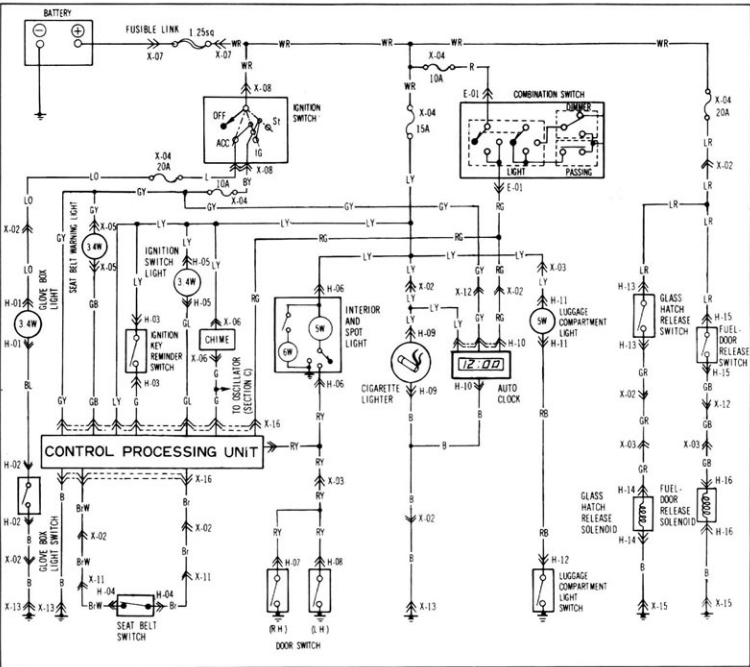 BATTERY
FUSIBLE LINK 1.25sq
X-07 X-07
WR WR WR WR
WR
X-04
10A
R
E-01
COMBINATION SWITCH
DIMMER
LIGHT PASSING
E-01
RG
X-08
IGNITION
SWITCH
OFF
St
ACC
IG
X-08
WR
X-04
15A
LY
X-04
20A
LR
X-02
LR
LR
X-04
20A
LO L BY
10A
X-04
GY
GY GY
LY LY LY
RG RG
LY LY
LO
X-02
LO
H-01
3.4W
H-01
GLOVE BOX
LIGHT
BL
H-02
H-02
B
X-02
B
X-13
GLOVE BOX
LIGHT SWITCH
SEAT BELT WARNING LIGHT
GY
GY
X-05
3.4W
X-05
GB
IGNITION
SWITCH
LIGHT
LY
LY
H-05
3.4W
H-05
GL
LY
H-03
IGNITION
KEY
REMINDER
SWITCH
H-03
LY
X-06
CHIME
X-06
G
TO OSCILLATOR
(SECTION C)
RG
GY GB LY G GL G
X-16
CONTROL PROCESSING UNIT
RY
X-16
B
BrW
X-02
BrW
X-11
H-04 H-04
BrW Br
SEAT BELT
SWITCH
Br
X-02
Br
X-11
B
X-13
LY
H-06
INTERIOR
AND
SPOT
LIGHT
5W
6W
H-06
RY
RY
X-03
RY
RY RY
H-07 H-08
(RH) (LH)
DOOR SWITCH
LY
X-02
LY
LY
LY
H-09
CIGARETTE
LIGHTER
H-09
B
B
B
X-02
B
X-13
GY RG
X-12 X-02
GY RG
H-10
12:00
AUTO
CLOCK
H-10
B
X-03
LY
H-11
5W
LUGGAGE
COMPARTMENT
LIGHT
H-11
RB
RB
H-12
LUGGAGE
COMPARTMENT
LIGHT
SWITCH
LR
H-13
GLASS
HATCH
RELEASE
SWITCH
H-13
GR
X-02
GR
X-03
GR
H-14
GLASS
HATCH
RELEASE
SOLENOID
H-14
B
X-15
LR
H-15
FUEL-
DOOR
RELEASE
SWITCH
H-15
GB
X-12
GB
X-03
GB
H-16
FUEL-
DOOR
RELEASE
SOLENOID
H-16
B
X-15